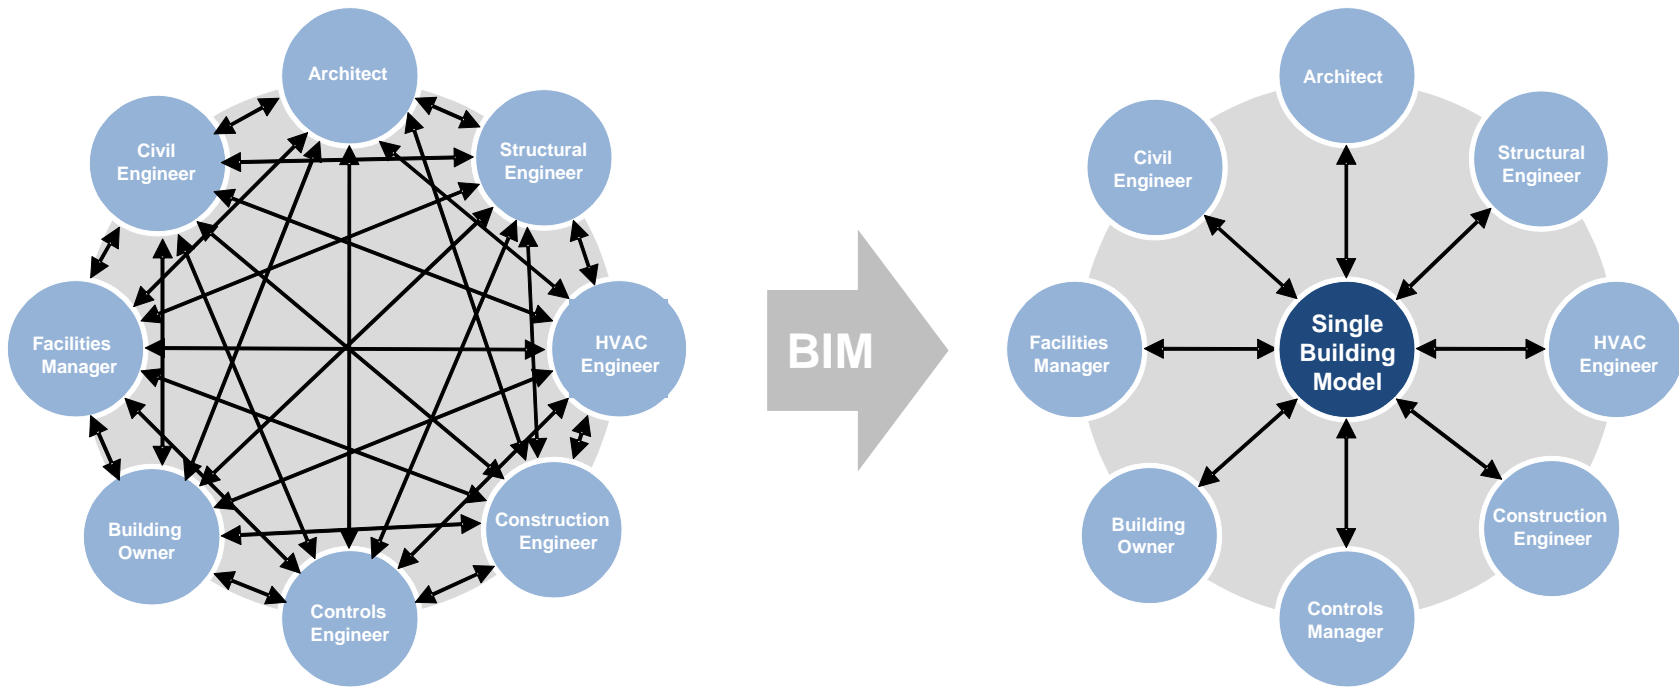 Architect
Civil
Engineer
Structural
Engineer
Facilities
Manager
HVAC
Engineer
Building
Owner
Construction
Engineer
Controls
Engineer
BIM
Architect
Civil
Engineer
Structural
Engineer
Facilities
Manager
Single
Building
Model
HVAC
Engineer
Building
Owner
Construction
Engineer
Controls
Manager